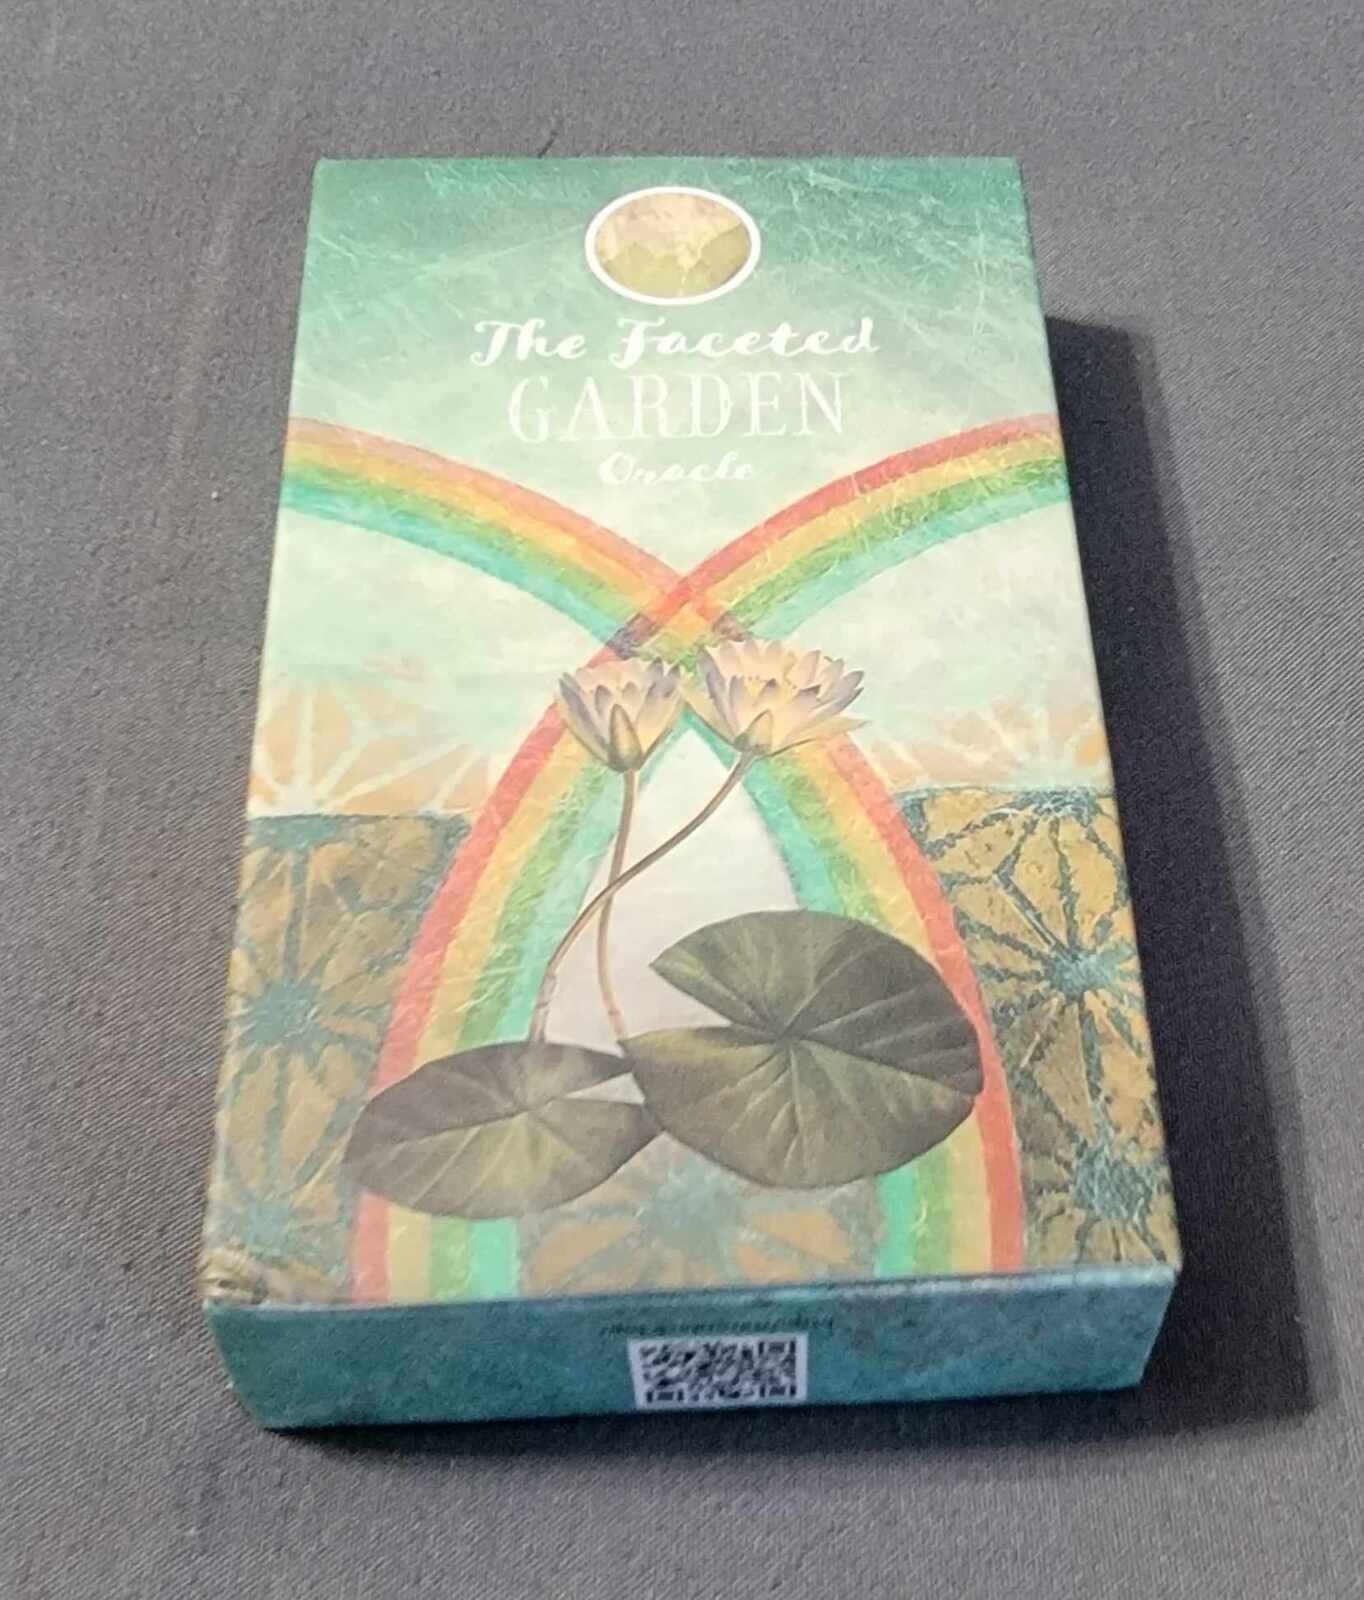 The Faceted
GARDEN
Oracle